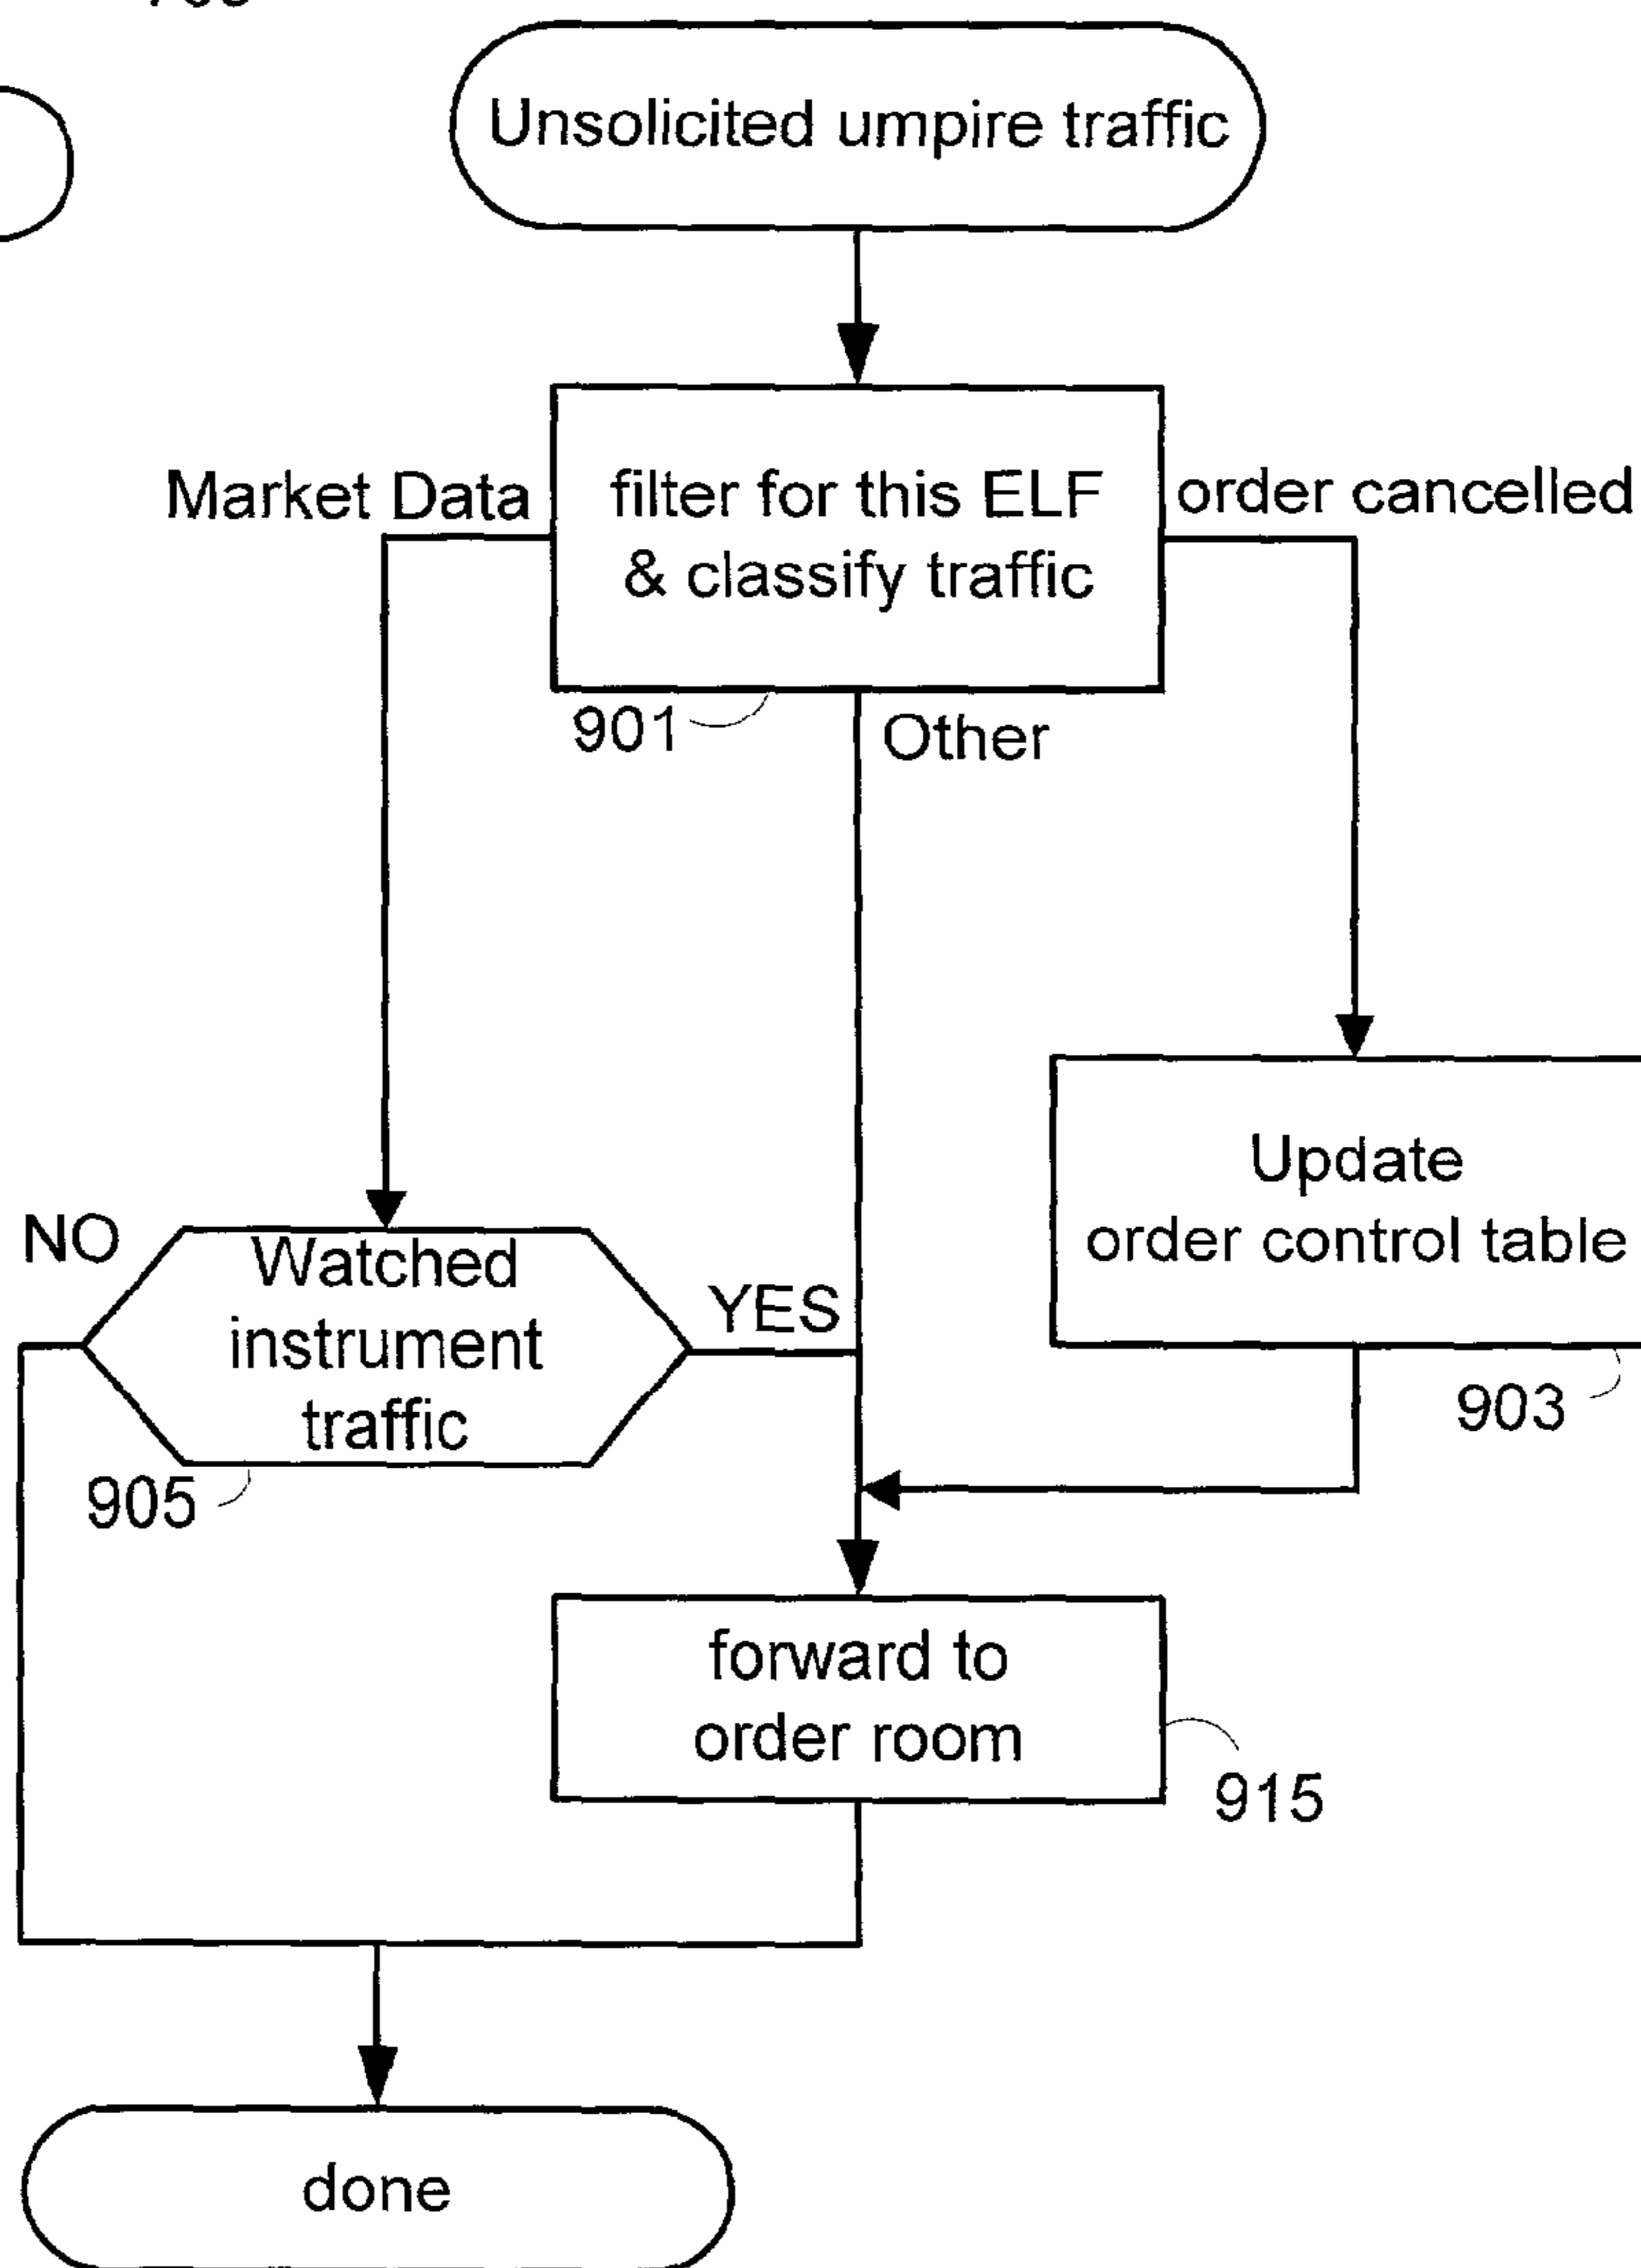 Unsolicited umpire traffic
Market Data
filter for this ELF
& classify traffic
order cancelled
901
Other
Update
order control table
903
NO
Watched
instrument
traffic
YES
905
forward to
order room
915
done